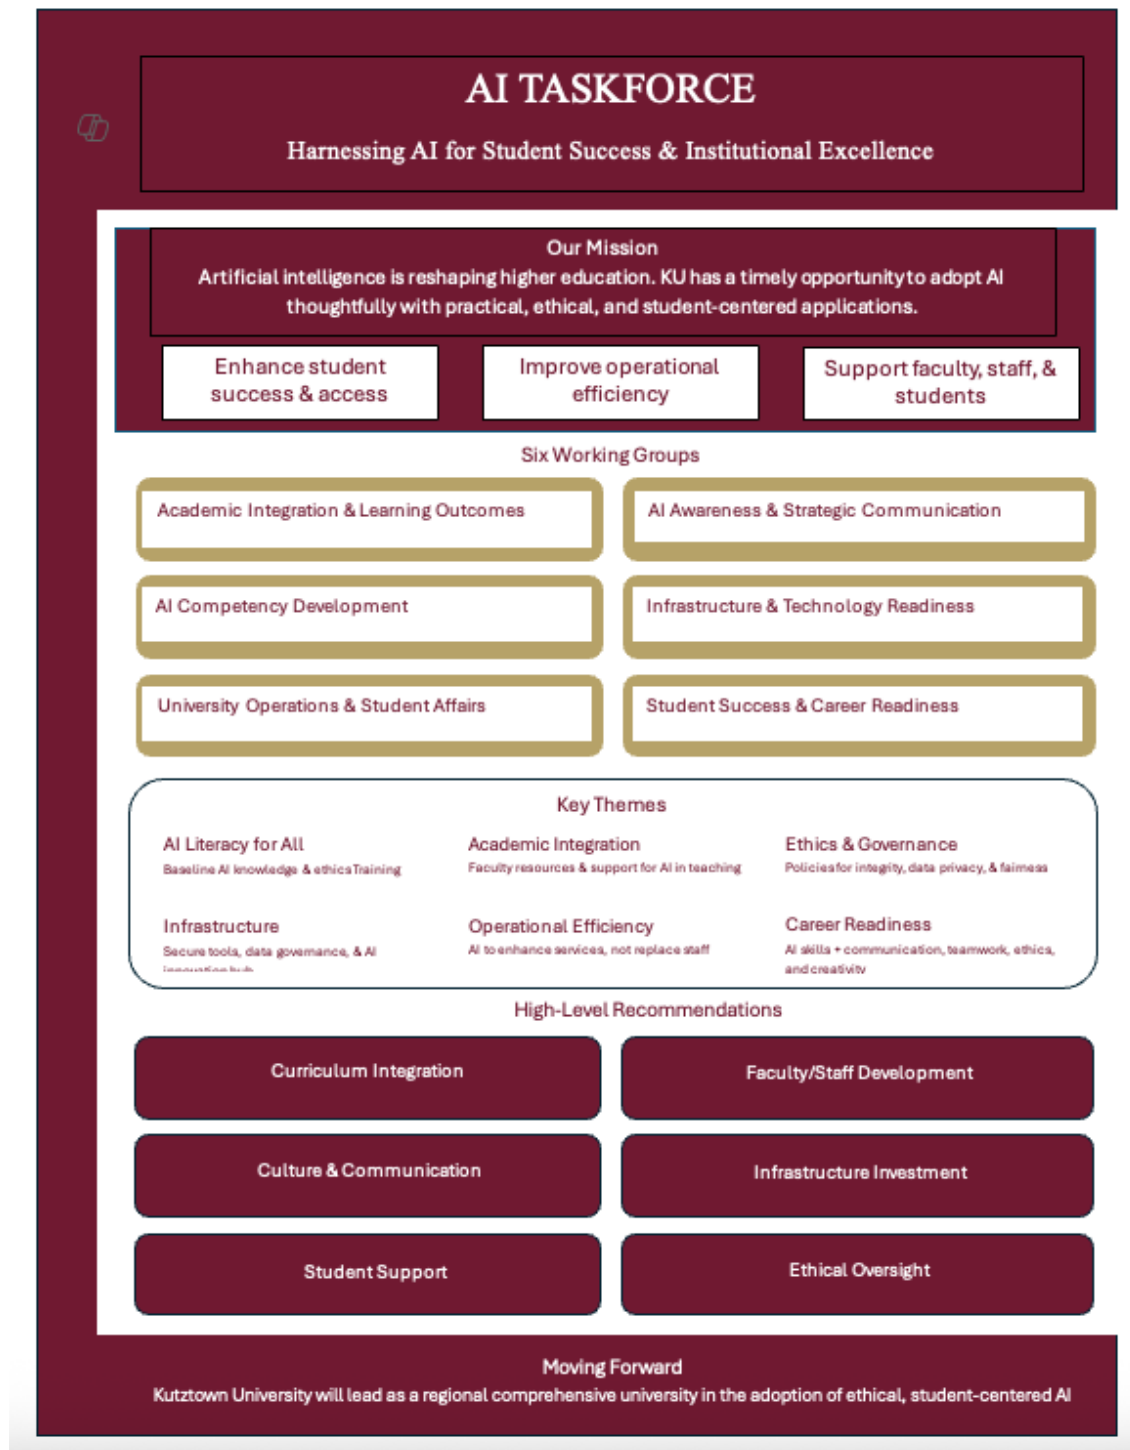 AI TASKFORCE
Harnessing AI for Student Success & Institutional Excellence
Our Mission
Artificial intelligence is reshaping higher education. KU has a timely opportunity to adopt AI
thoughtfully with practical, ethical, and student-centered applications.
Enhance student
success & access
Improve operational
efficiency
Support faculty, staff, &
students
Six Working Groups
Academic Integration & Learning Outcomes
AI Awareness & Strategic Communication
AI Competency Development
Infrastructure & Technology Readiness
University Operations & Student Affairs
Student Success & Career Readiness
Key Themes
AI Literacy for All
Baseline AI knowledge & ethics Training
Academic Integration
Faculty resources & support for AI in teaching
Ethics & Governance
Policies for integrity, data privacy, & fairness
Infrastructure
Secure tools, data governance, & AI
innovation hub
Operational Efficiency
AI to enhance services, not replace staff
Career Readiness
AI skills + communication, teamwork, ethics,
and creativity
High-Level Recommendations
Curriculum Integration
Faculty/Staff Development
Culture & Communication
Infrastructure Investment
Student Support
Ethical Oversight
Moving Forward
Kutztown University will lead as a regional comprehensive university in the adoption of ethical, student-centered AI